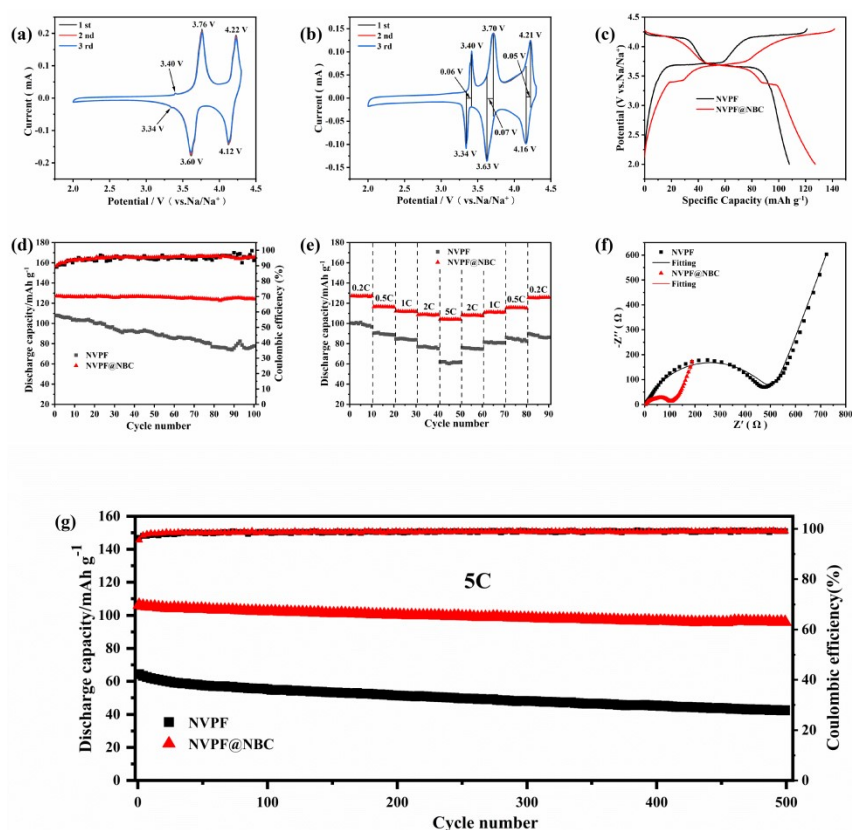 (a)
1 st
2 nd
3 rd
3.76 V
4.22 V
3.40 V
3.34 V
3.60 V
4.12 V
0.2
0.1
0.0
-0.1
-0.2
Current ( mA)
2.0 2.5 3.0 3.5 4.0 4.5
Potential / V ( vs.Na/Na⁺)
(b)
1 st
2 nd
3 rd
3.40 V
3.70 V
4.21 V
0.06 V
0.05 V
0.07 V
3.34 V
3.63 V
4.16 V
0.15
0.10
0.05
0.00
-0.05
-0.10
-0.15
Current ( mA)
2.0 2.5 3.0 3.5 4.0 4.5
Potential / V ( vs.Na/Na⁺)
(c)
NVPF
NVPF@NBC
4.5
4.0
3.5
3.0
2.5
2.0
Potential (V vs.Na/Na⁺)
0 20 40 60 80 100 120 140
Specific Capacity (mAh g⁻¹)
(d)
180
160
140
120
100
80
60
40
20
Discharge capacity/mAh g⁻¹
NVPF
NVPF@NBC
100
90
80
70
60
50
40
30
20
10
0
Coulombic efficiency (%)
0 10 20 30 40 50 60 70 80 90 100
Cycle number
(e)
NVPF
NVPF@NBC
0.2C
0.5C
1C
2C
5C
2C
1C
0.5C
0.2C
180
160
140
120
100
80
60
40
20
Discharge capacity/mAh g⁻¹
0 10 20 30 40 50 60 70 80 90
Cycle number
(f)
NVPF
Fitting
NVPF@NBC
Fitting
600
500
400
300
200
100
0
-Z'' ( Ω )
0 100 200 300 400 500 600 700 800
Z' ( Ω )
(g)
5C
NVPF
NVPF@NBC
160
140
120
100
80
60
40
20
0
Discharge capacity/mAh g⁻¹
100
80
60
40
20
0
Coulombic efficiency(%)
0 100 200 300 400 500
Cycle number